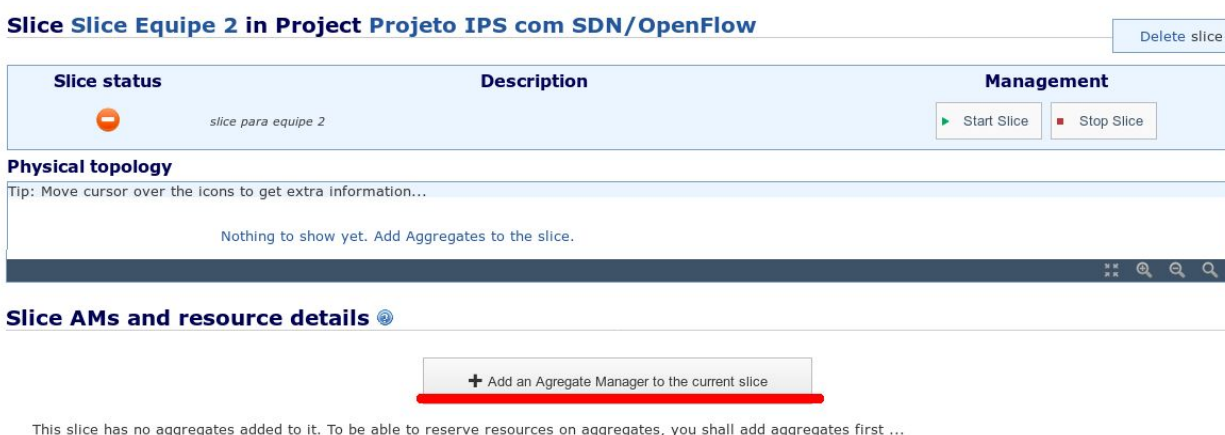 Slice Slice Equipe 2 in Project Projeto IPS com SDN/OpenFlow
Delete slice
Slice status Description Management
slice para equipe 2 Start Slice Stop Slice
Physical topology
Tip: Move cursor over the icons to get extra information...
Nothing to show yet. Add Aggregates to the slice.
Slice AMs and resource details
Add an Agregate Manager to the current slice
This slice has no aggregates added to it. To be able to reserve resources on aggregates, you shall add aggregates first ...